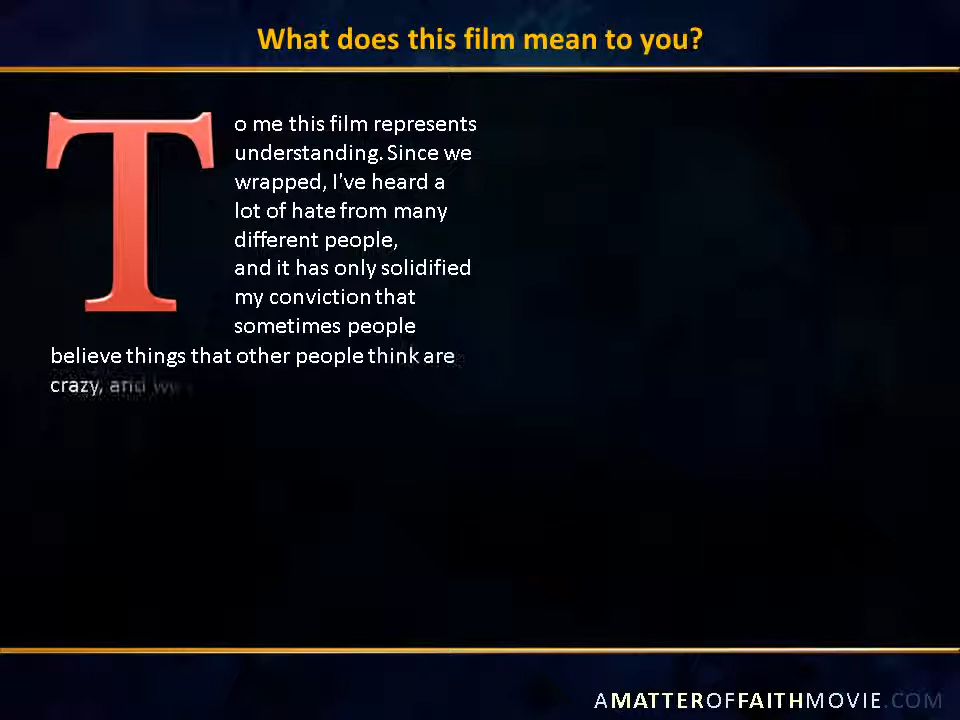 What does this film mean to you?
To me this film represents
understanding. Since we
wrapped, I've heard a
lot of hate from many
different people,
and it has only solidified
my conviction that
sometimes people
believe things that other people think are
crazy, and we
AMATTEROFFAITHMOVIE.COM